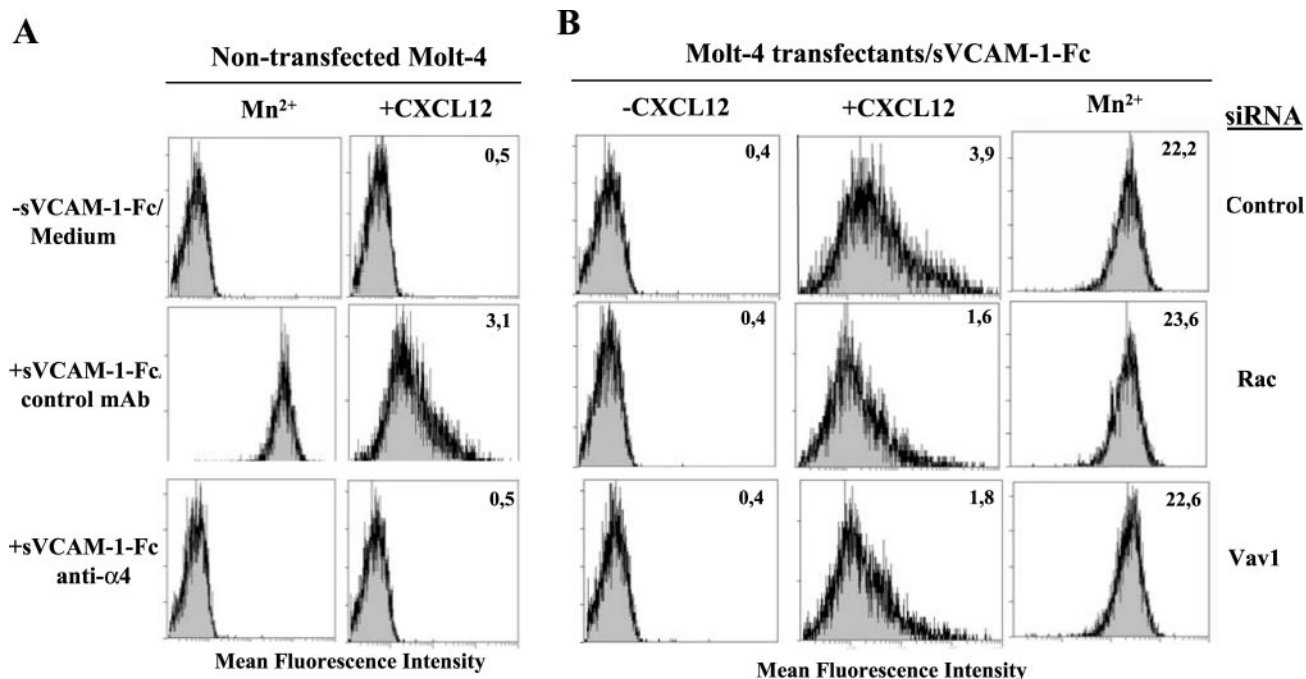 A
B
Non-transfected Molt-4
Molt-4 transfectants/sVCAM-1-Fc
Mn²⁺
+CXCL12
-CXCL12
+CXCL12
Mn²⁺
siRNA
-sVCAM-1-Fc/
Medium
0,5
0,4
3,9
22,2
Control
+sVCAM-1-Fc/
control mAb
3,1
0,4
1,6
23,6
Rac
+sVCAM-1-Fc
anti-α4
0,5
0,4
1,8
22,6
Vav1
Mean Fluorescence Intensity
Mean Fluorescence Intensity